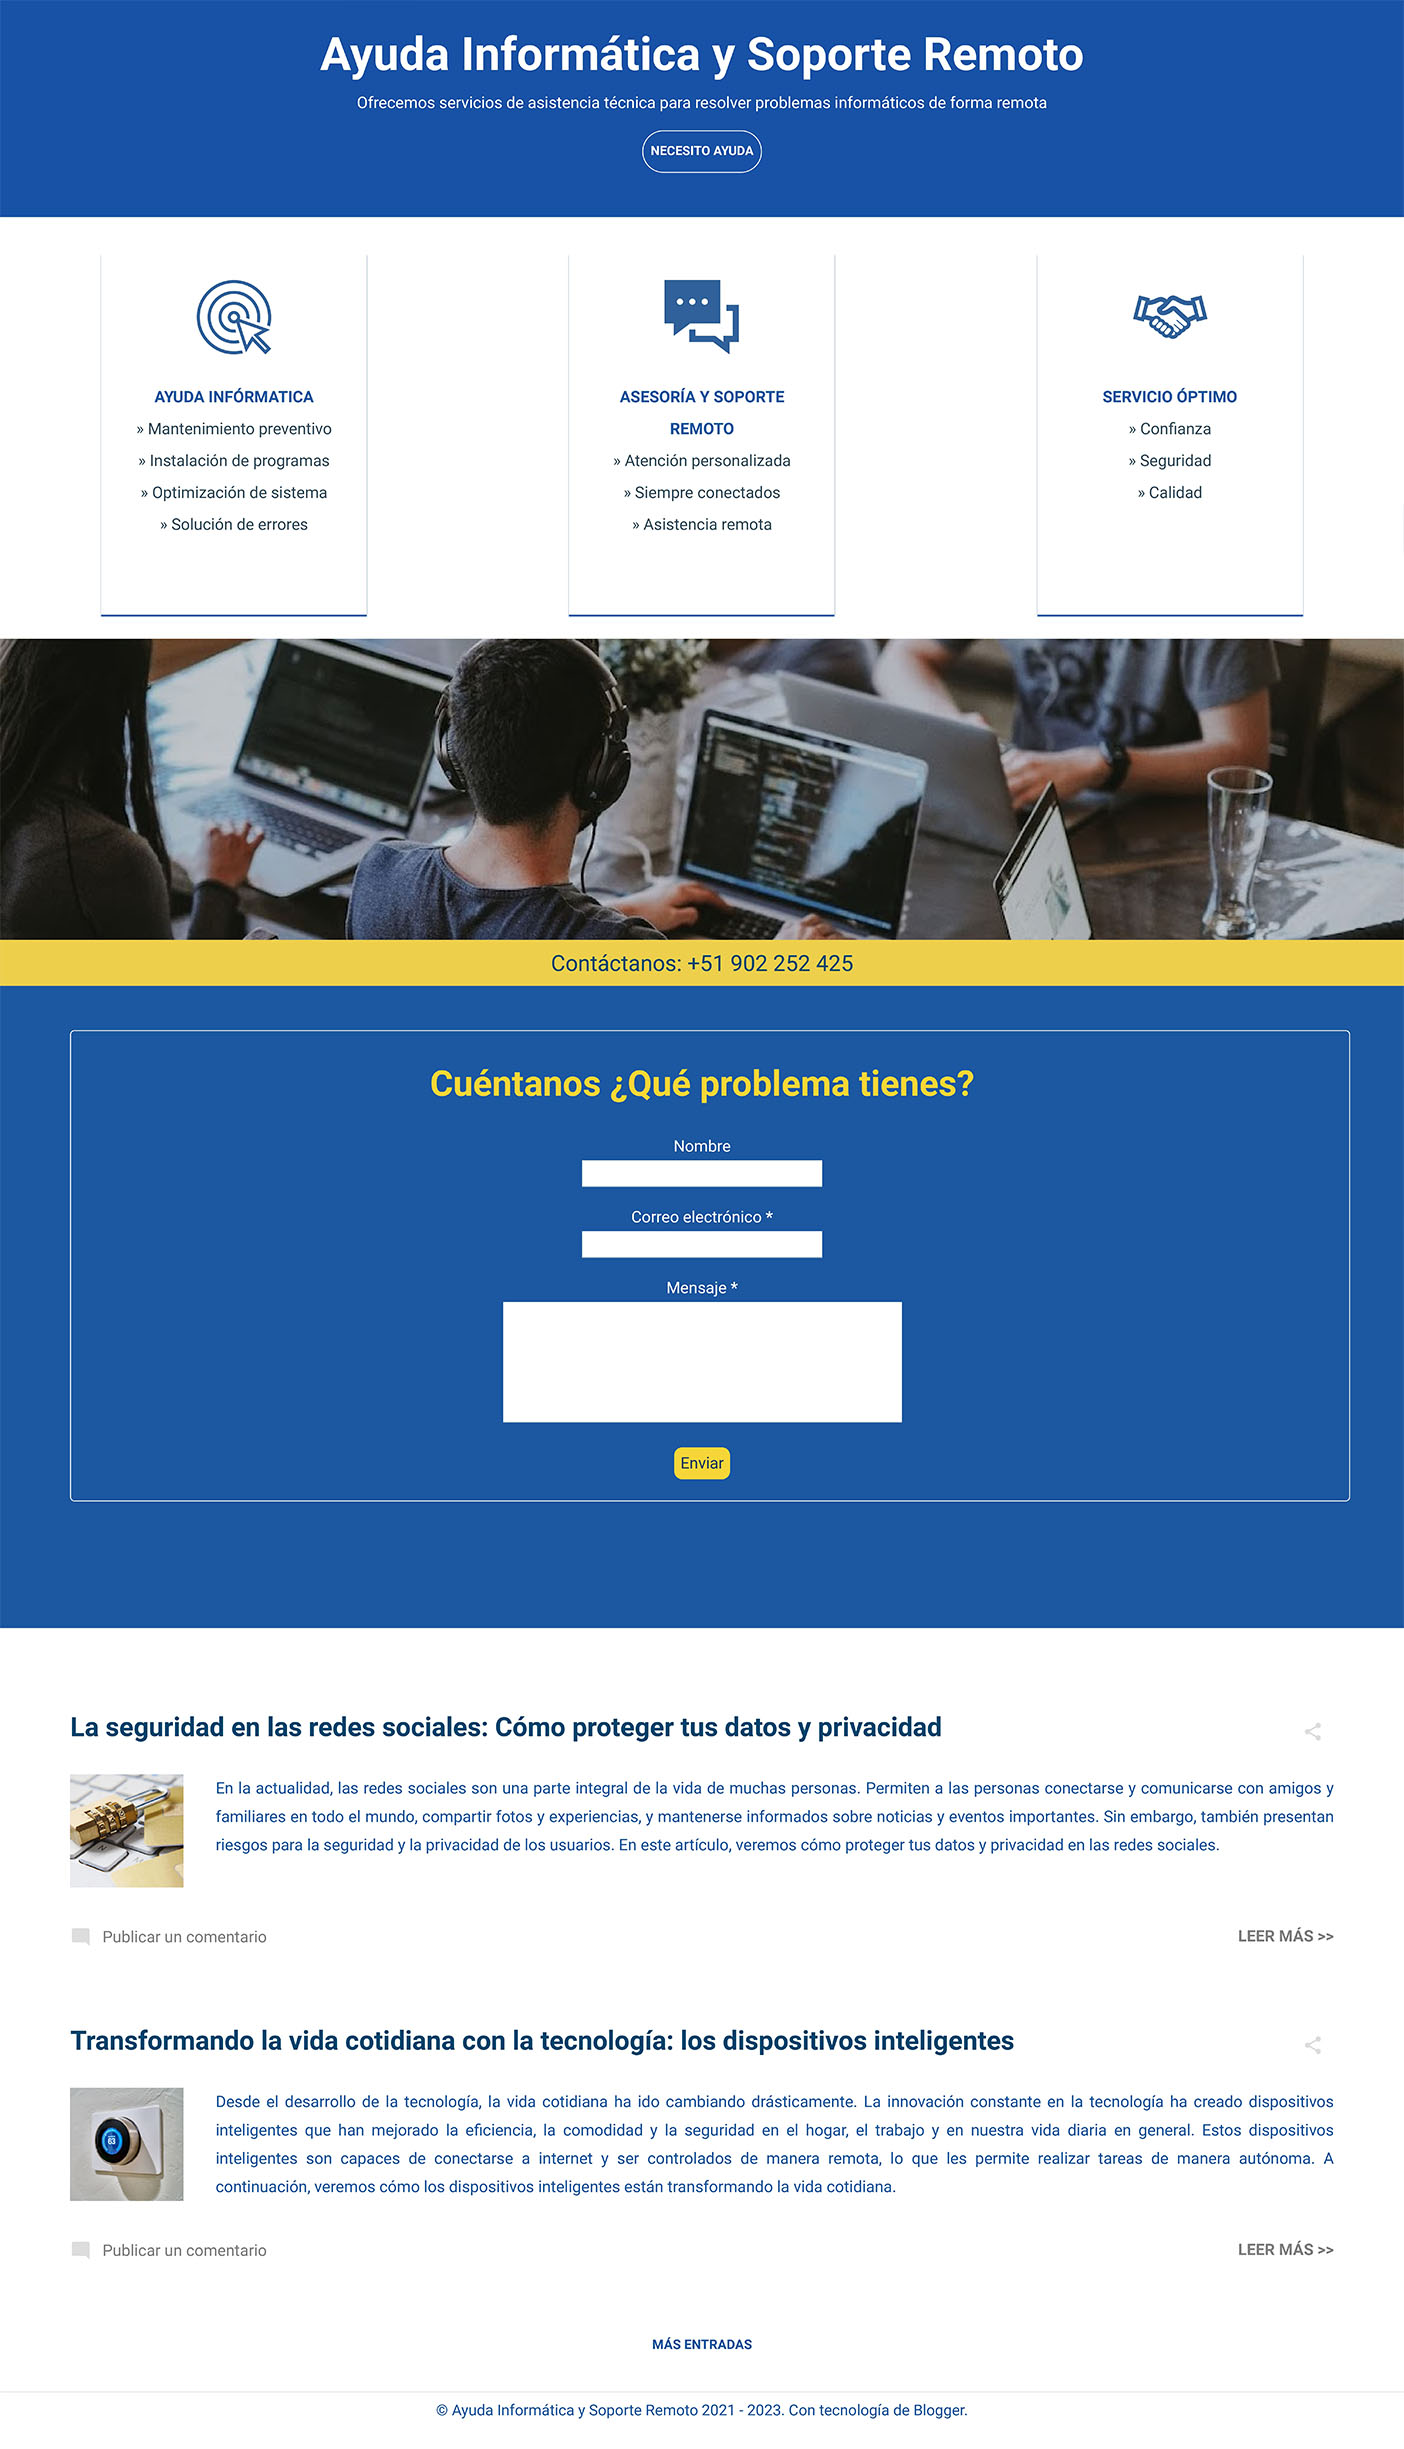 Ayuda Informática y Soporte Remoto
Ofrecemos servicios de asistencia técnica para resolver problemas informáticos de forma remota
NECESITO AYUDA
AYUDA INFÓRMATICA
» Mantenimiento preventivo
» Instalación de programas
» Optimización de sistema
» Solución de errores
ASESORÍA Y SOPORTE
REMOTO
» Atención personalizada
» Siempre conectados
» Asistencia remota
SERVICIO ÓPTIMO
» Confianza
» Seguridad
» Calidad
Contáctanos: +51 902 252 425
Cuéntanos ¿Qué problema tienes?
Nombre
Correo electrónico *
Mensaje *
Enviar
La seguridad en las redes sociales: Cómo proteger tus datos y privacidad
En la actualidad, las redes sociales son una parte integral de la vida de muchas personas. Permiten a las personas conectarse y comunicarse con amigos y
familiares en todo el mundo, compartir fotos y experiencias, y mantenerse informados sobre noticias y eventos importantes. Sin embargo, también presentan
riesgos para la seguridad y la privacidad de los usuarios. En este artículo, veremos cómo proteger tus datos y privacidad en las redes sociales.
Publicar un comentario
LEER MÁS >>
Transformando la vida cotidiana con la tecnología: los dispositivos inteligentes
Desde el desarrollo de la tecnología, la vida cotidiana ha ido cambiando drásticamente. La innovación constante en la tecnología ha creado dispositivos
inteligentes que han mejorado la eficiencia, la comodidad y la seguridad en el hogar, el trabajo y en nuestra vida diaria en general. Estos dispositivos
inteligentes son capaces de conectarse a internet y ser controlados de manera remota, lo que les permite realizar tareas de manera autónoma. A
continuación, veremos cómo los dispositivos inteligentes están transformando la vida cotidiana.
Publicar un comentario
LEER MÁS >>
MÁS ENTRADAS
© Ayuda Informática y Soporte Remoto 2021 - 2023. Con tecnología de Blogger.